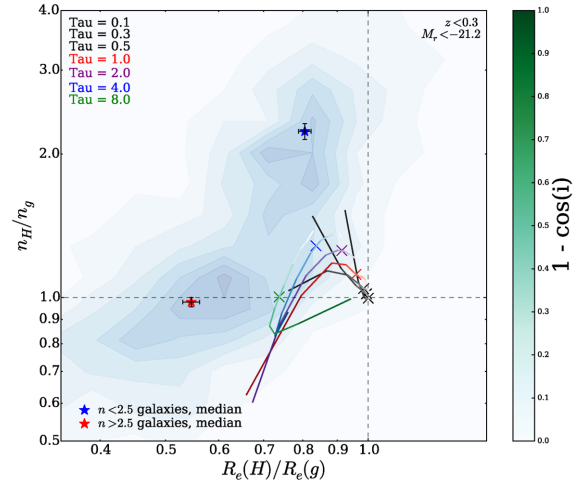 4.0
3.0
2.0
1.0
0.9
0.8
0.7
0.6
0.5
n_H/n_g
Tau = 0.1
Tau = 0.3
Tau = 0.5
Tau = 1.0
Tau = 2.0
Tau = 4.0
Tau = 8.0
z<0.3
M_r<−21.2
n<2.5 galaxies, median
n>2.5 galaxies, median
0.4 0.5 0.6 0.7 0.8 0.9 1.0
R_e(H)/R_e(g)
1.0
0.9
0.8
0.7
0.6
0.5
0.4
0.3
0.2
0.1
0.0
1 - cos(i)